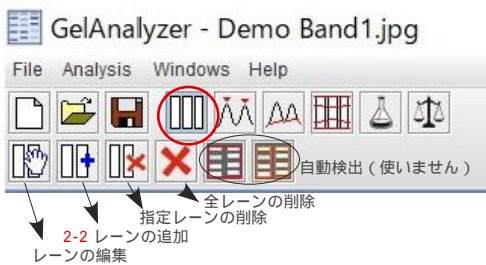 GelAnalyzer - Demo Band1.jpg
File Analysis Windows Help
自動検出 ( 使いません )
全レーンの削除
指定レーンの削除
2-2 レーンの追加
レーンの編集